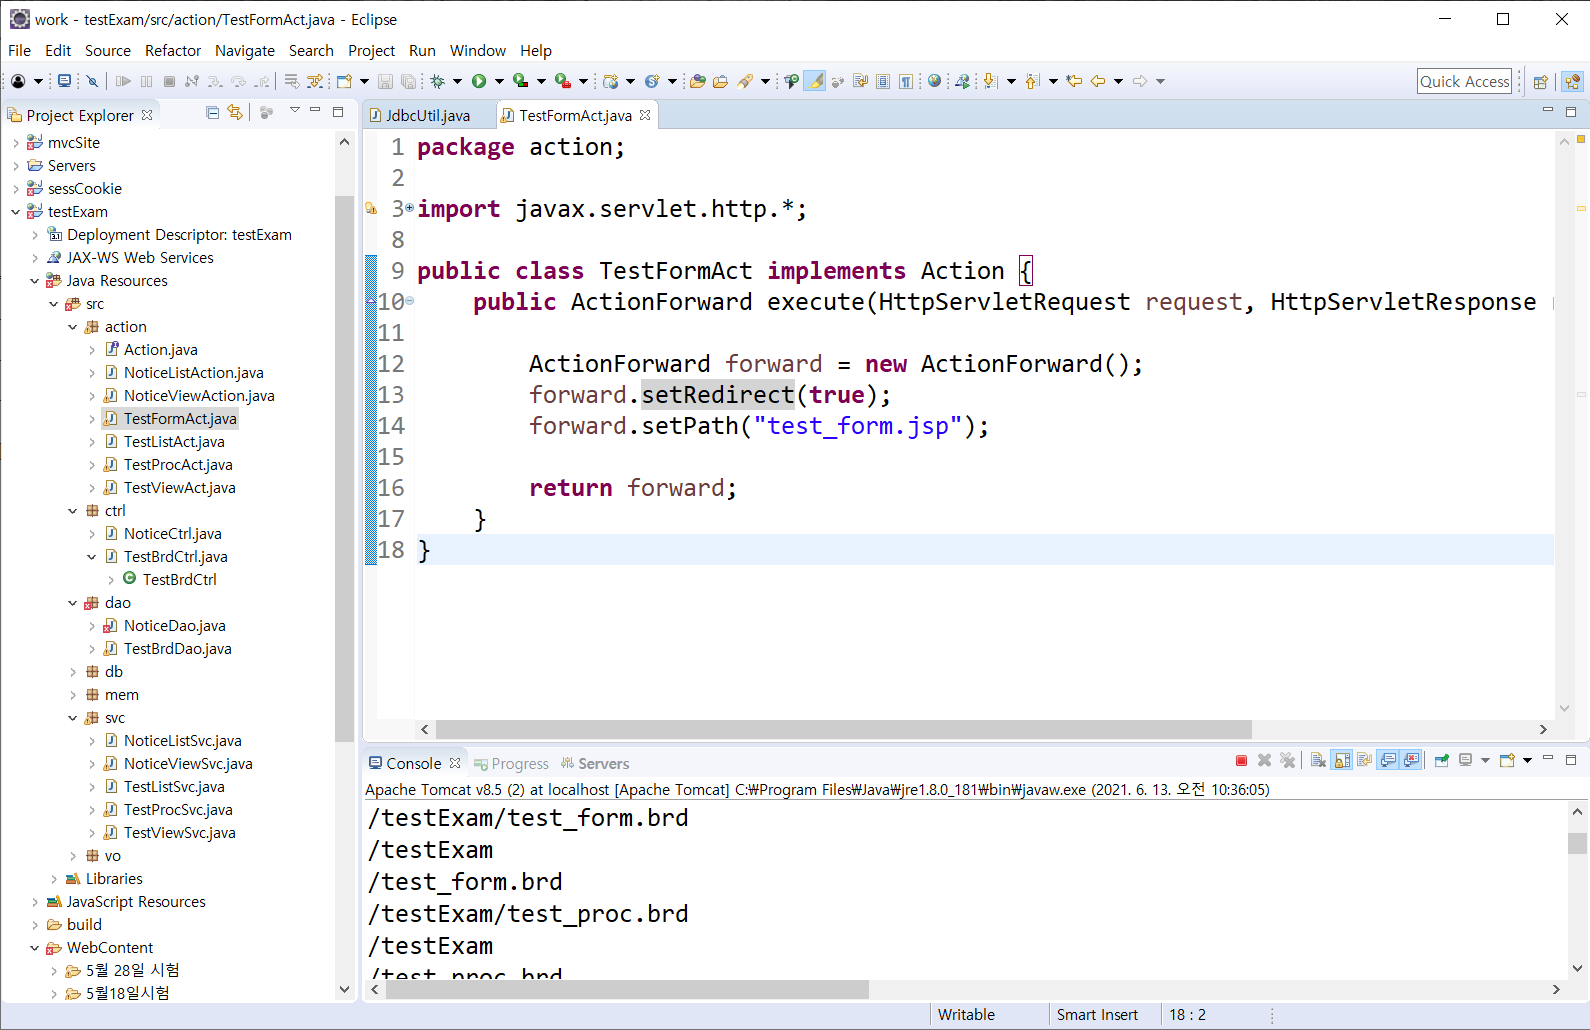 work - testExam/src/action/TestFormAct.java - Eclipse
File Edit Source Refactor Navigate Search Project Run Window Help
Quick Access
Project Explorer
mvcSite
Servers
sessCookie
testExam
Deployment Descriptor: testExam
JAX-WS Web Services
Java Resources
src
action
Action.java
NoticeListAction.java
NoticeViewAction.java
TestFormAct.java
TestListAct.java
TestProcAct.java
TestViewAct.java
ctrl
NoticeCtrl.java
TestBrdCtrl.java
TestBrdCtrl
dao
NoticeDao.java
TestBrdDao.java
db
mem
svc
NoticeListSvc.java
NoticeViewSvc.java
TestListSvc.java
TestProcSvc.java
TestViewSvc.java
vo
Libraries
JavaScript Resources
build
WebContent
5월 28일 시험
5월18일시험
JdbcUtil.java TestFormAct.java
1 package action;
2
3 import javax.servlet.http.*;
8
9 public class TestFormAct implements Action {
10 public ActionForward execute(HttpServletRequest request, HttpServletResponse
11
12 ActionForward forward = new ActionForward();
13 forward.setRedirect(true);
14 forward.setPath("test_form.jsp");
15
16 return forward;
17 }
18 }
Console Progress Servers
Apache Tomcat v8.5 (2) at localhost [Apache Tomcat] C:₩Program Files₩Java₩jre1.8.0_181₩bin₩javaw.exe (2021. 6. 13. 오전 10:36:05)
/testExam/test_form.brd
/testExam
/test_form.brd
/testExam/test_proc.brd
/testExam
/test_proc.brd
Writable Smart Insert 18 : 2